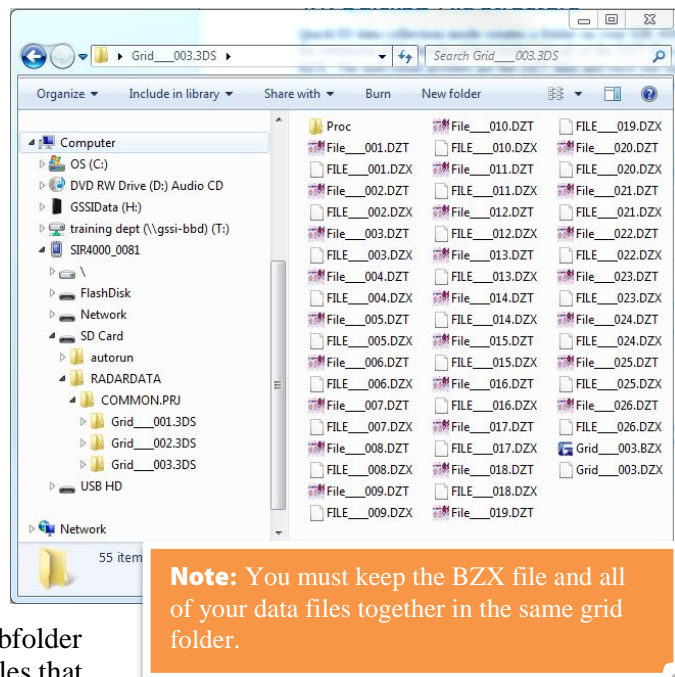 Grid___003.3DS
Search Grid___003.3DS
Organize
Include in library
Share with
Burn
New folder
Computer
OS (C:)
DVD RW Drive (D:) Audio CD
GSSIData (H:)
training dept (\\gssi-bbd) (T:)
SIR4000_0081
\
FlashDisk
Network
SD Card
autorun
RADARDATA
COMMON.PRJ
Grid___001.3DS
Grid___002.3DS
Grid___003.3DS
USB HD
Network
Proc
File___001.DZT
FILE___001.DZX
File___002.DZT
FILE___002.DZX
File___003.DZT
FILE___003.DZX
File___004.DZT
FILE___004.DZX
File___005.DZT
FILE___005.DZX
File___006.DZT
FILE___006.DZX
File___007.DZT
FILE___007.DZX
File___008.DZT
FILE___008.DZX
File___009.DZT
FILE___009.DZX
File___010.DZT
FILE___010.DZX
File___011.DZT
FILE___011.DZX
File___012.DZT
FILE___012.DZX
File___013.DZT
FILE___013.DZX
File___014.DZT
FILE___014.DZX
File___015.DZT
FILE___015.DZX
File___016.DZT
FILE___016.DZX
File___017.DZT
FILE___017.DZX
File___018.DZT
FILE___018.DZX
File___019.DZT
FILE___019.DZX
File___020.DZT
FILE___020.DZX
File___021.DZT
FILE___021.DZX
File___022.DZT
FILE___022.DZX
File___023.DZT
FILE___023.DZX
File___024.DZT
FILE___024.DZX
File___025.DZT
FILE___025.DZX
File___026.DZT
FILE___026.DZX
Grid___003.BZX
Grid___003.DZX
55 item
Note: You must keep the BZX file and all
of your data files together in the same grid
folder.
bfolder
les that